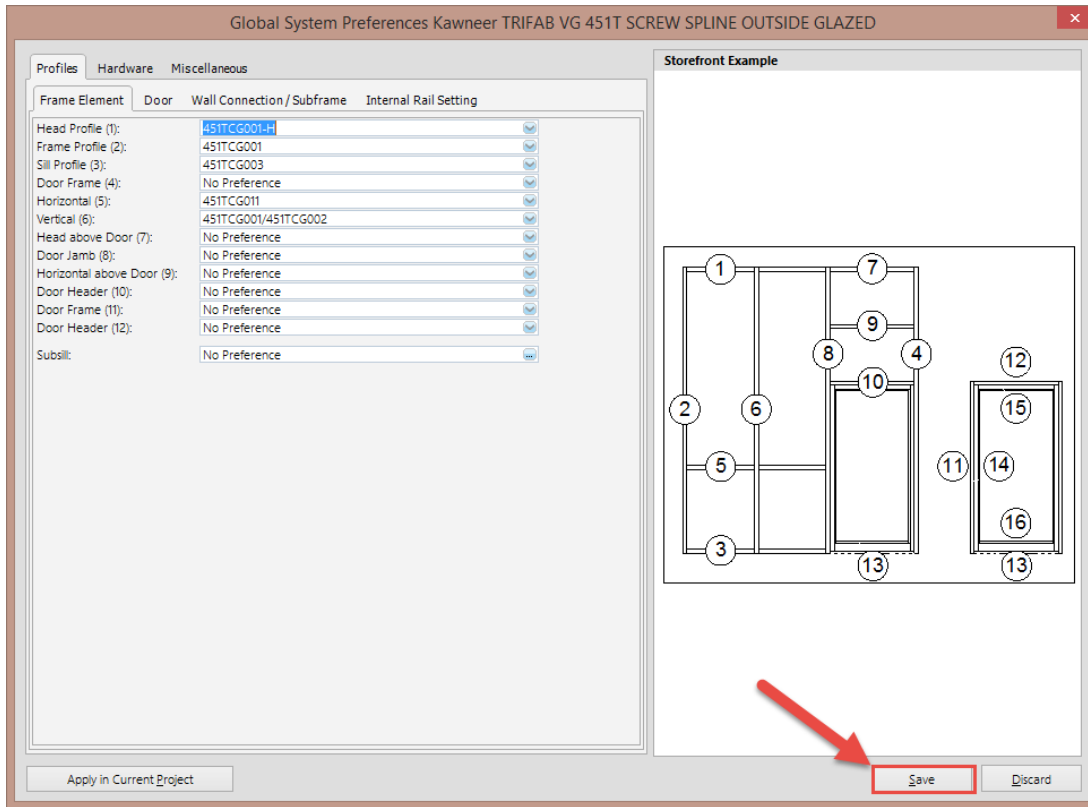 Global System Preferences Kawneer TRIFAB VG 451T SCREW SPLINE OUTSIDE GLAZED
Profiles Hardware Miscellaneous
Frame Element Door Wall Connection / Subframe Internal Rail Setting
Head Profile (1): 451TCG001-H
Frame Profile (2): 451TCG001
Sill Profile (3): 451TCG003
Door Frame (4): No Preference
Horizontal (5): 451TCG011
Vertical (6): 451TCG001/451TCG002
Head above Door (7): No Preference
Door Jamb (8): No Preference
Horizontal above Door (9): No Preference
Door Header (10): No Preference
Door Frame (11): No Preference
Door Header (12): No Preference
Subsill: No Preference
Storefront Example
1 7
9
8 4 12
10
2 6 15
5 11 14
16
3
13 13
Apply in Current Project
Save Discard